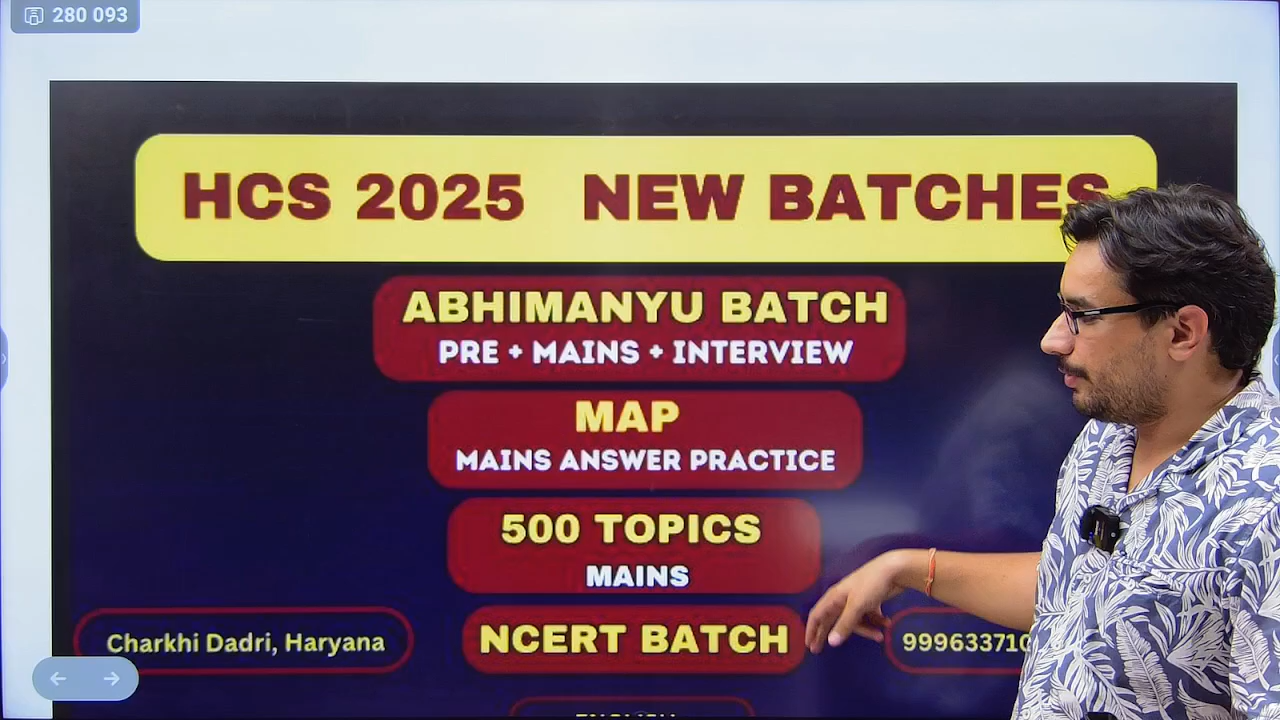 280 093
HCS 2025 NEW BATCHES
ABHIMANYU BATCH
PRE + MAINS + INTERVIEW
MAP
MAINS ANSWER PRACTICE
500 TOPICS
MAINS
Charkhi Dadri, Haryana
NCERT BATCH
999633710